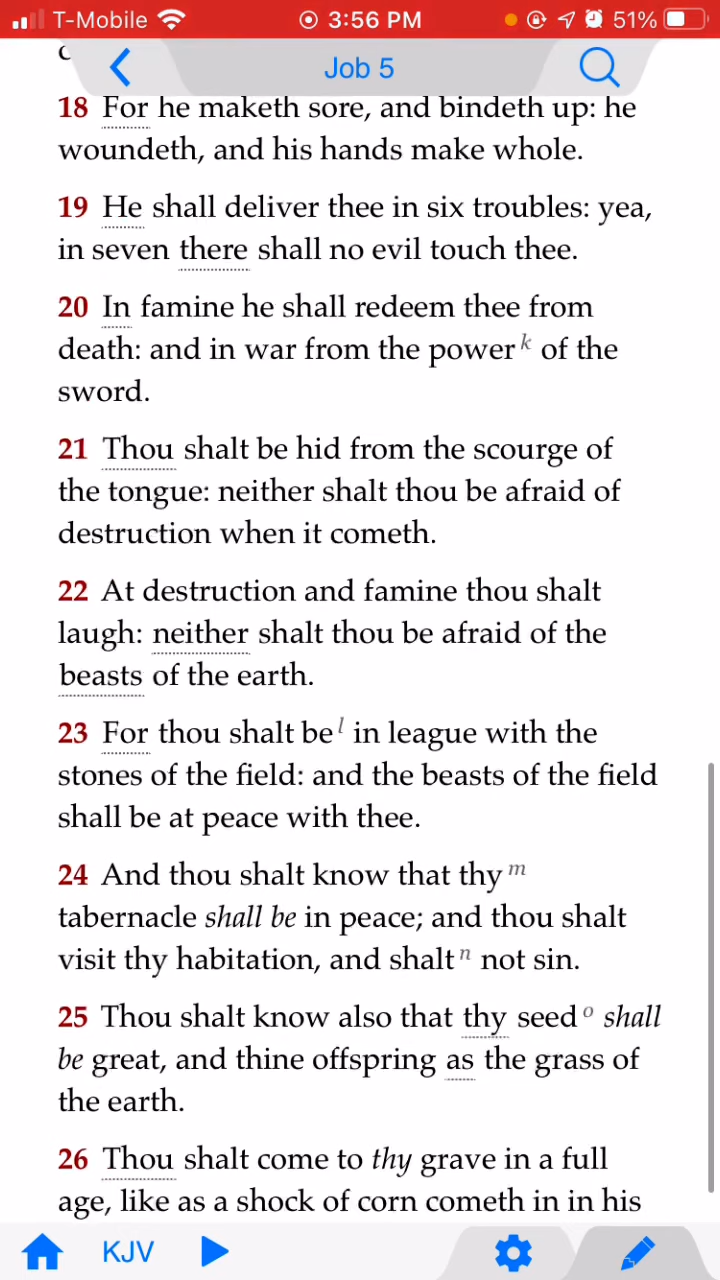 T-Mobile 3:56 PM 51%
Job 5
18 For he maketh sore, and bindeth up: he
woundeth, and his hands make whole.
19 He shall deliver thee in six troubles: yea,
in seven there shall no evil touch thee.
20 In famine he shall redeem thee from
death: and in war from the power k of the
sword.
21 Thou shalt be hid from the scourge of
the tongue: neither shalt thou be afraid of
destruction when it cometh.
22 At destruction and famine thou shalt
laugh: neither shalt thou be afraid of the
beasts of the earth.
23 For thou shalt be l in league with the
stones of the field: and the beasts of the field
shall be at peace with thee.
24 And thou shalt know that thy m
tabernacle shall be in peace; and thou shalt
visit thy habitation, and shalt n not sin.
25 Thou shalt know also that thy seed o shall
be great, and thine offspring as the grass of
the earth.
26 Thou shalt come to thy grave in a full
age, like as a shock of corn cometh in in his
KJV